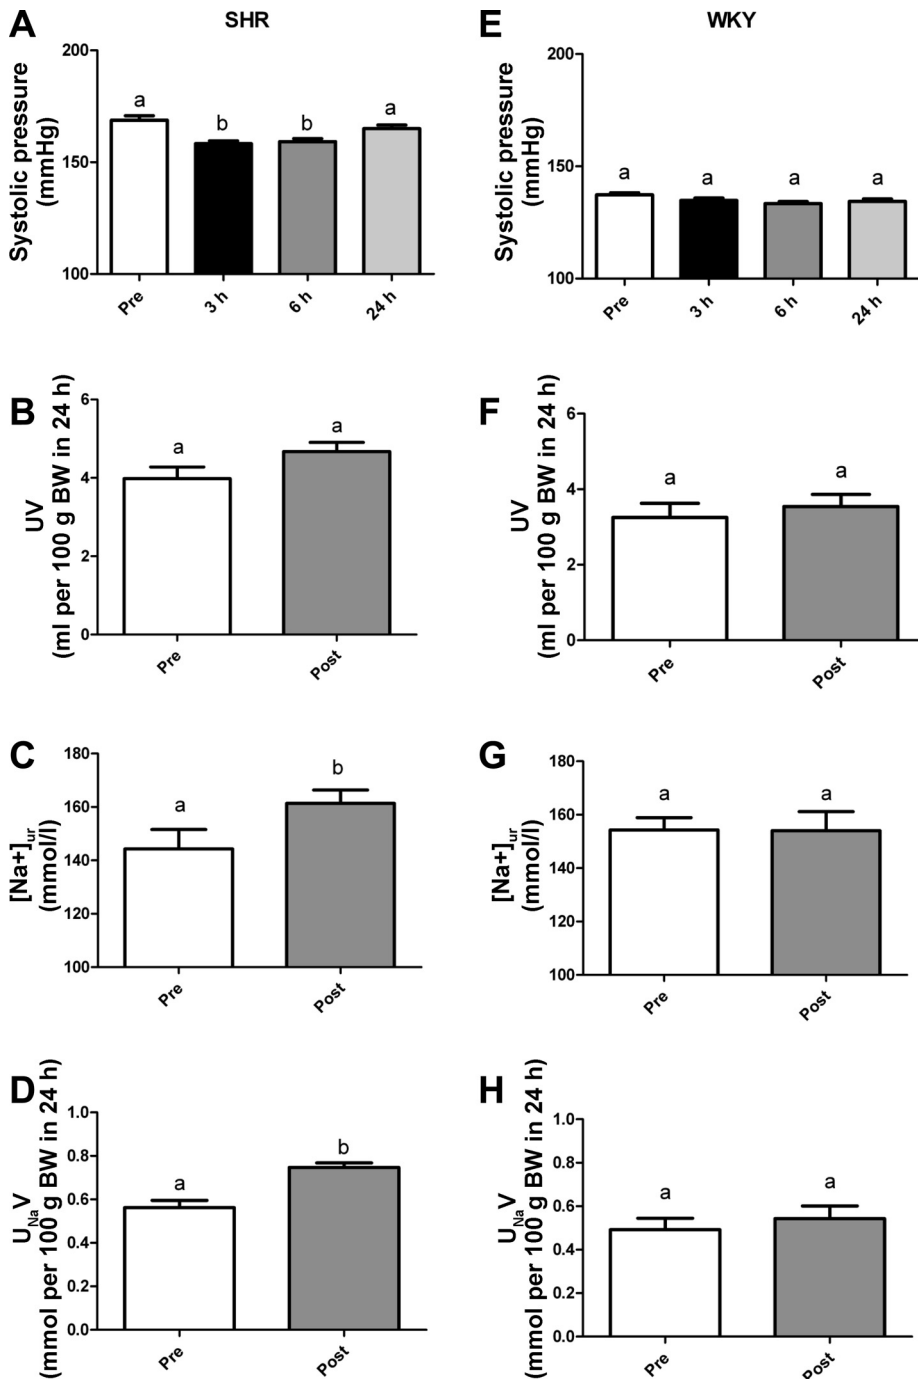 A
SHR
Systolic pressure
(mmHg)
200
150
100
a
b
b
a
Pre
3 h
6 h
24 h
E
WKY
Systolic pressure
(mmHg)
200
150
100
a
a
a
a
Pre
3 h
6 h
24 h
B
UV
(ml per 100 g BW in 24 h)
6
4
2
0
a
a
Pre
Post
F
UV
(ml per 100 g BW in 24 h)
6
4
2
0
a
a
Pre
Post
C
[Na+]ur
(mmol/l)
180
160
140
120
100
a
b
Pre
Post
G
[Na+]ur
(mmol/l)
180
160
140
120
100
a
a
Pre
Post
D
UNaV
(mmol per 100 g BW in 24 h)
1.0
0.8
0.6
0.4
0.2
0.0
a
b
Pre
Post
H
UNaV
(mmol per 100 g BW in 24 h)
1.0
0.8
0.6
0.4
0.2
0.0
a
a
Pre
Post